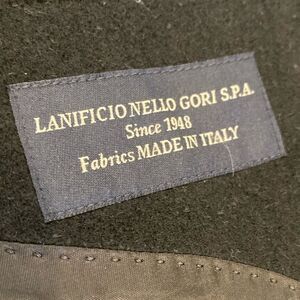 LANIFICIO NELLO GORI S.P.A.
Since 1948
Fabrics MADE IN ITALY